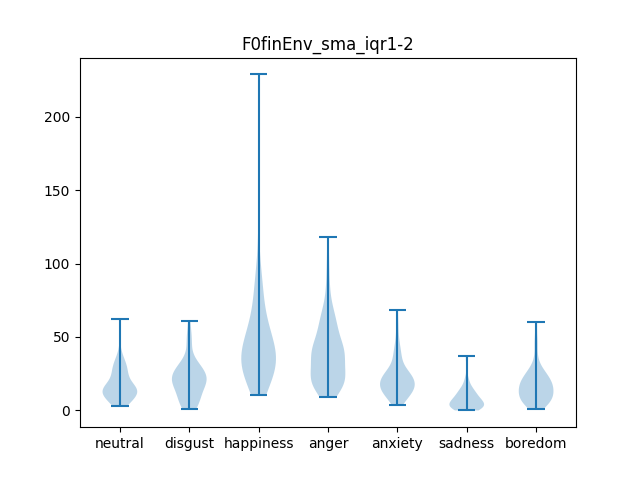 F0finEnv_sma_iqr1-2
200
150
100
50
0
neutral disgust happiness anger anxiety sadness boredom